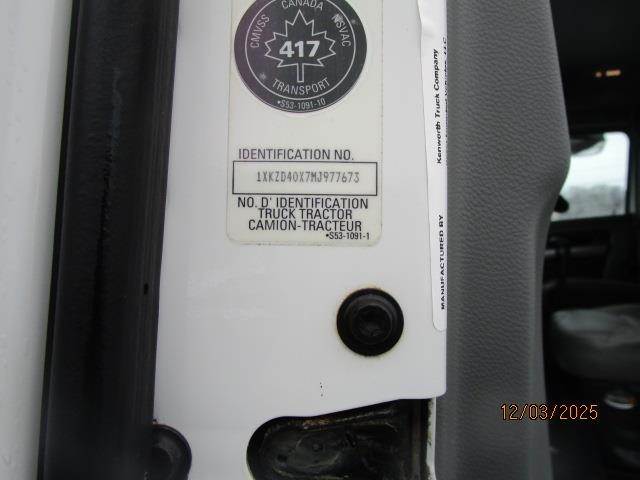 CANADA
CMVSS NSVAC
417
TRANSPORT
•S53-1091-10
IDENTIFICATION NO.
1XKZD40X7MJ977673
NO. D' IDENTIFICATION
TRUCK TRACTOR
CAMION-TRACTEUR
•S53-1091-1
MANUFACTURED BY
Kenworth Truck Company
12/03/2025